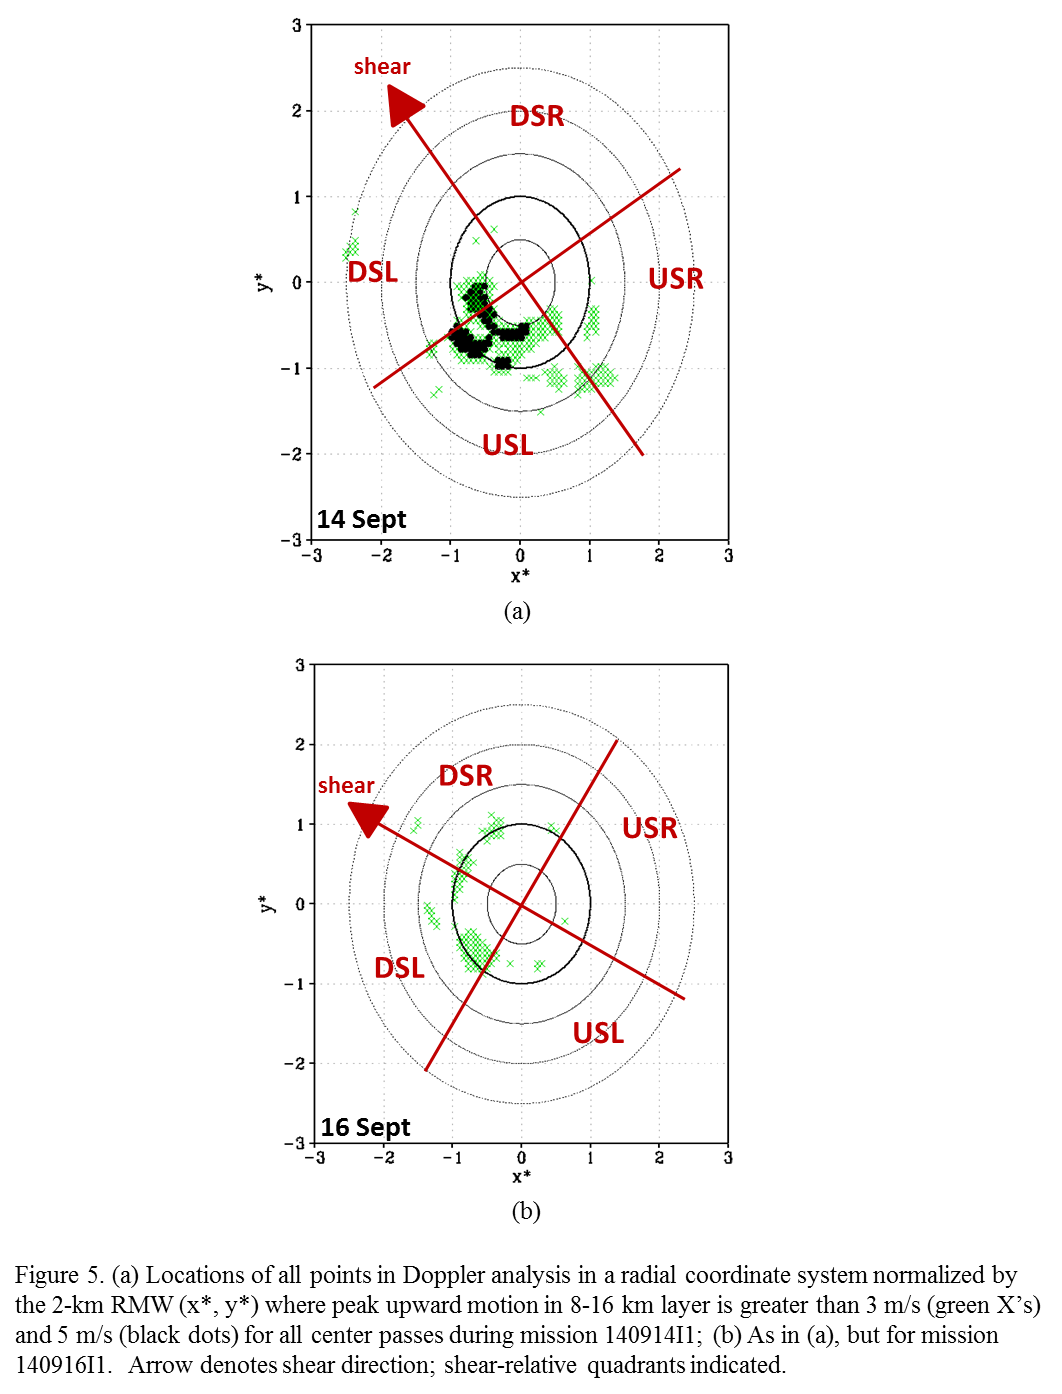 3
shear
2
DSR
1
y*
0
DSL
USR
-1
USL
-2
14 Sept
-3
-3 -2 -1 0 1 2 3
x*
(a)
3
2
DSR
shear
1
USR
y*
0
DSL
-1
USL
-2
16 Sept
-3
-3 -2 -1 0 1 2 3
x*
(b)
Figure 5. (a) Locations of all points in Doppler analysis in a radial coordinate system normalized by
the 2-km RMW (x*, y*) where peak upward motion in 8-16 km layer is greater than 3 m/s (green X’s)
and 5 m/s (black dots) for all center passes during mission 140914I1; (b) As in (a), but for mission
140916I1. Arrow denotes shear direction; shear-relative quadrants indicated.